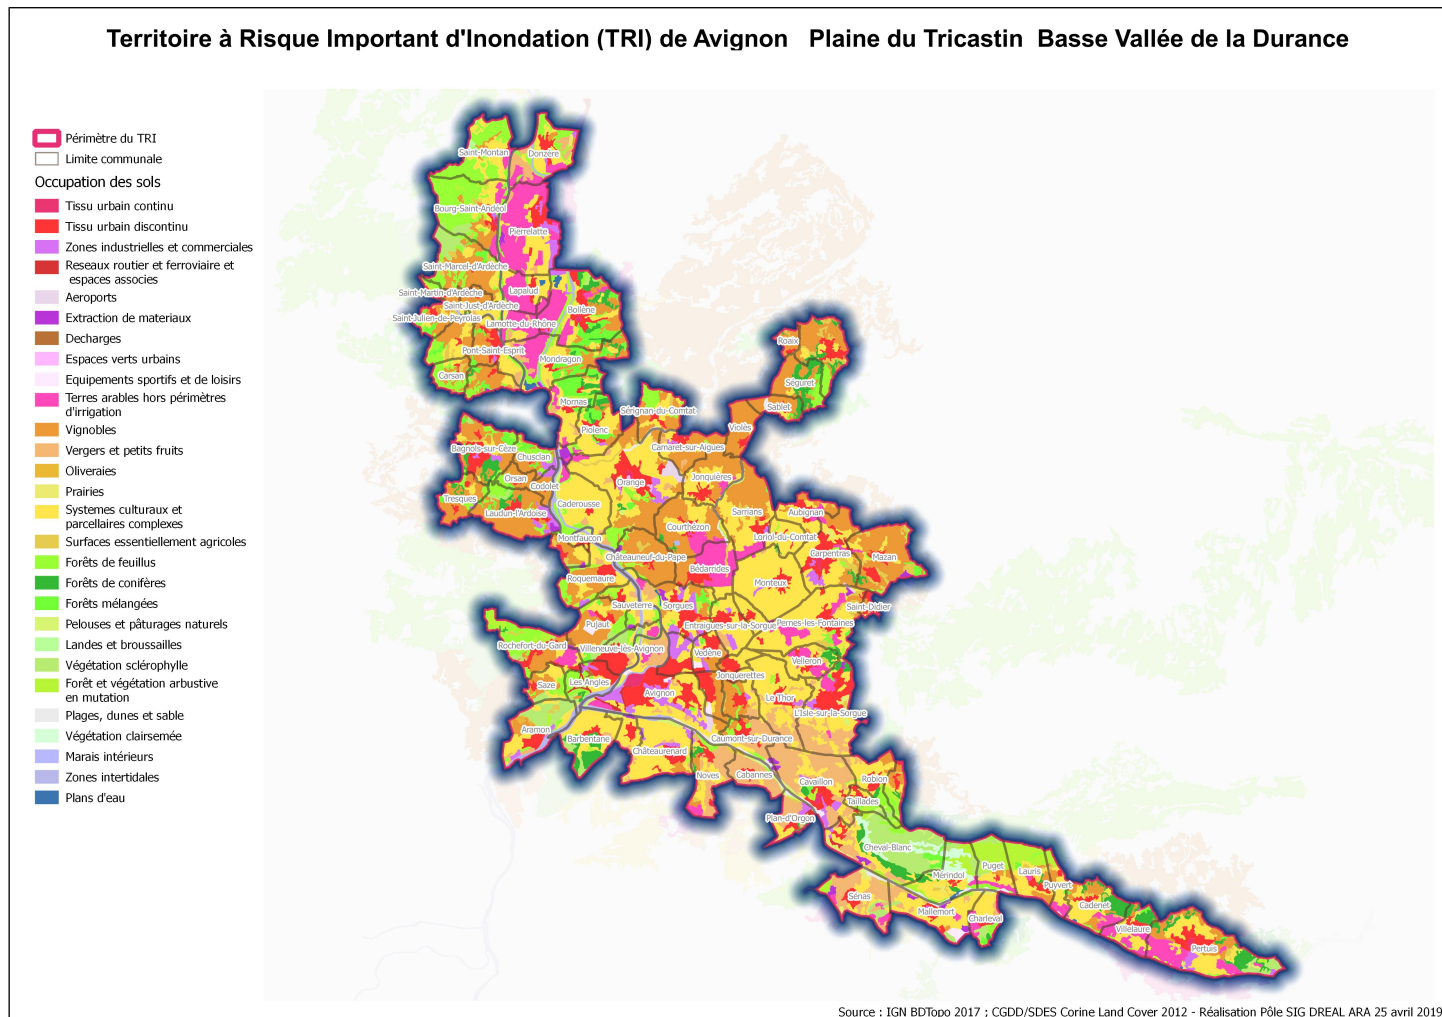 Territoire à Risque Important d'Inondation (TRI) de Avignon   Plaine du Tricastin  Basse Vallée de la Durance
Périmètre du TRI
Limite communale
Occupation des sols
Tissu urbain continu
Tissu urbain discontinu
Zones industrielles et commerciales
Reseaux routier et ferroviaire et
espaces associes
Aeroports
Extraction de materiaux
Decharges
Espaces verts urbains
Equipements sportifs et de loisirs
Terres arables hors périmètres
d'irrigation
Vignobles
Vergers et petits fruits
Oliveraies
Prairies
Systemes culturaux et
parcellaires complexes
Surfaces essentiellement agricoles
Forêts de feuillus
Forêts de conifères
Forêts mélangées
Pelouses et pâturages naturels
Landes et broussailles
Végétation sclérophylle
Forêt et végétation arbustive
en mutation
Plages, dunes et sable
Végétation clairsemée
Marais intérieurs
Zones intertidales
Plans d'eau
Saint-Montan
Donzère
Bourg-Saint-Andéol
Pierrelatte
Saint-Marcel-d'Ardèche
Saint-Martin-d'Ardèche
Lapalud
Saint-Just-d'Ardèche
Bollène
Saint-Julien-de-Peyrolas
Lamotte-du-Rhône
Pont-Saint-Esprit
Mondragon
Carsan
Roaix
Séguret
Mornas
Sérignan-du-Comtat
Sablet
Piolenc
Violès
Camaret-sur-Aigues
Bagnols-sur-Cèze
Chusclan
Orsan
Codolet
Orange
Jonquières
Tresques
Caderousse
Laudun-l'Ardoise
Sarrians
Aubignan
Courthézon
Montfaucon
Loriol-du-Comtat
Châteauneuf-du-Pape
Carpentras
Mazan
Bédarrides
Roquemaure
Monteux
Sauveterre
Sorgues
Saint-Didier
Pujaut
Entraigues-sur-la-Sorgue
Pernes-les-Fontaines
Rochefort-du-Gard
Villeneuve-lès-Avignon
Vedène
Velleron
Saze
Les Angles
Jonquerettes
Avignon
Le Thor
L'Isle-sur-la-Sorgue
Aramon
Barbentane
Caumont-sur-Durance
Châteaurenard
Noves
Cabannes
Cavaillon
Robion
Taillades
Plan-d'Orgon
Cheval-Blanc
Puget
Mérindol
Lauris
Puyvert
Sénas
Cadenet
Mallemort
Charleval
Villelaure
Pertuis
Source : IGN BDTopo 2017 ; CGDD/SDES Corine Land Cover 2012 - Réalisation Pôle SIG DREAL ARA 25 avril 2019